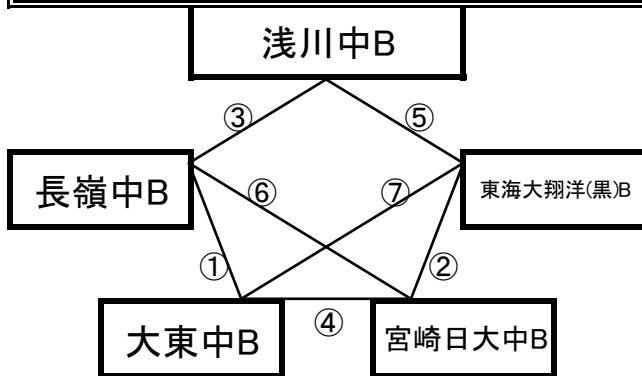 浅川中B
③ ⑤
長嶺中B
⑥ ⑦
東海大翔洋(黒)B
① ②
大東中B
④
宮崎日大中B